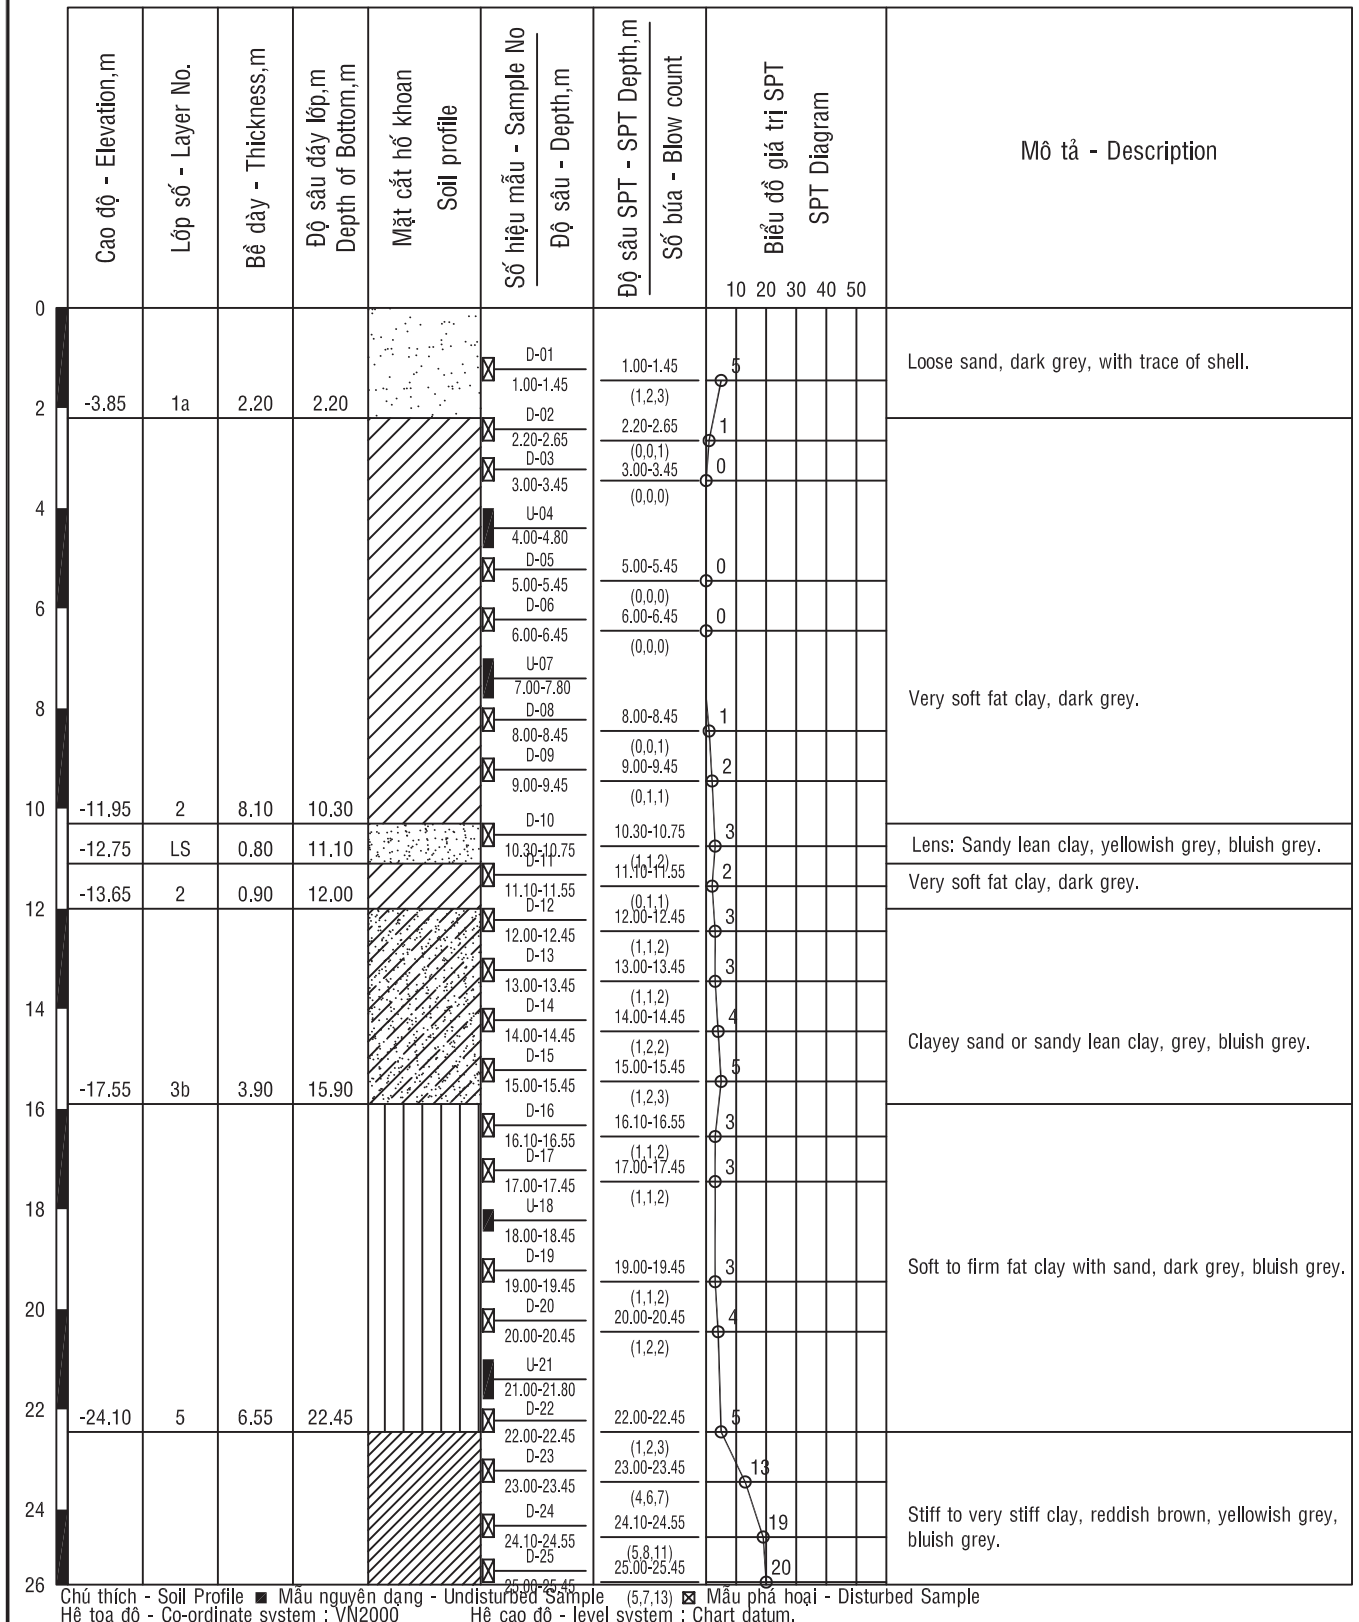 Cao độ - Elevation,m
Lớp số - Layer No.
Bề dày - Thickness,m
Độ sâu đáy lớp,m
Depth of Bottom,m
Mặt cắt hố khoan
Soil profile
Số hiệu mẫu - Sample No
Độ sâu - Depth,m
Độ sâu SPT - SPT Depth,m
Số búa - Blow count
Biểu đồ giá trị SPT
SPT Diagram
Mô tả - Description
10 20 30 40 50
0
D-01
1.00-1.45
1.00-1.45
(1,2,3)
5
Loose sand, dark grey, with trace of shell.
2
-3.85 1a 2.20 2.20
D-02
2.20-2.65
2.20-2.65
(0,0,1)
1
D-03
3.00-3.45
3.00-3.45
(0,0,0)
0
4
U-04
4.00-4.80
D-05
5.00-5.45
5.00-5.45
(0,0,0)
0
6
D-06
6.00-6.45
6.00-6.45
(0,0,0)
0
U-07
7.00-7.80
Very soft fat clay, dark grey.
8
D-08
8.00-8.45
8.00-8.45
(0,0,1)
1
D-09
9.00-9.45
9.00-9.45
(0,1,1)
2
10
-11.95 2 8.10 10.30
D-10
10.30-10.75
10.30-10.75
(1,1,2)
3
-12.75 LS 0.80 11.10
Lens: Sandy lean clay, yellowish grey, bluish grey.
D-11
11.10-11.55
11.10-11.55
(0,1,1)
2
-13.65 2 0.90 12.00
Very soft fat clay, dark grey.
12
D-12
12.00-12.45
12.00-12.45
(1,1,2)
3
D-13
13.00-13.45
13.00-13.45
(1,1,2)
3
14
D-14
14.00-14.45
14.00-14.45
(1,2,2)
4
Clayey sand or sandy lean clay, grey, bluish grey.
D-15
15.00-15.45
15.00-15.45
(1,2,3)
5
-17.55 3b 3.90 15.90
16
D-16
16.10-16.55
16.10-16.55
(1,1,2)
3
D-17
17.00-17.45
17.00-17.45
(1,1,2)
3
18
U-18
18.00-18.45
D-19
19.00-19.45
19.00-19.45
(1,1,2)
3
Soft to firm fat clay with sand, dark grey, bluish grey.
20
D-20
20.00-20.45
20.00-20.45
(1,2,2)
4
U-21
21.00-21.80
22
-24.10 5 6.55 22.45
D-22
22.00-22.45
22.00-22.45
(1,2,3)
5
D-23
23.00-23.45
23.00-23.45
(4,6,7)
13
24
D-24
24.10-24.55
24.10-24.55
(5,8,11)
19
Stiff to very stiff clay, reddish brown, yellowish grey,
bluish grey.
D-25
25.00-25.45
25.00-25.45
(5,7,13)
20
26
Chú thích - Soil Profile Mẫu nguyên dạng - Undisturbed Sample Mẫu phá hoại - Disturbed Sample
Hệ tọa độ - Co-ordinate system : VN2000 Hệ cao độ - level system : Chart datum.